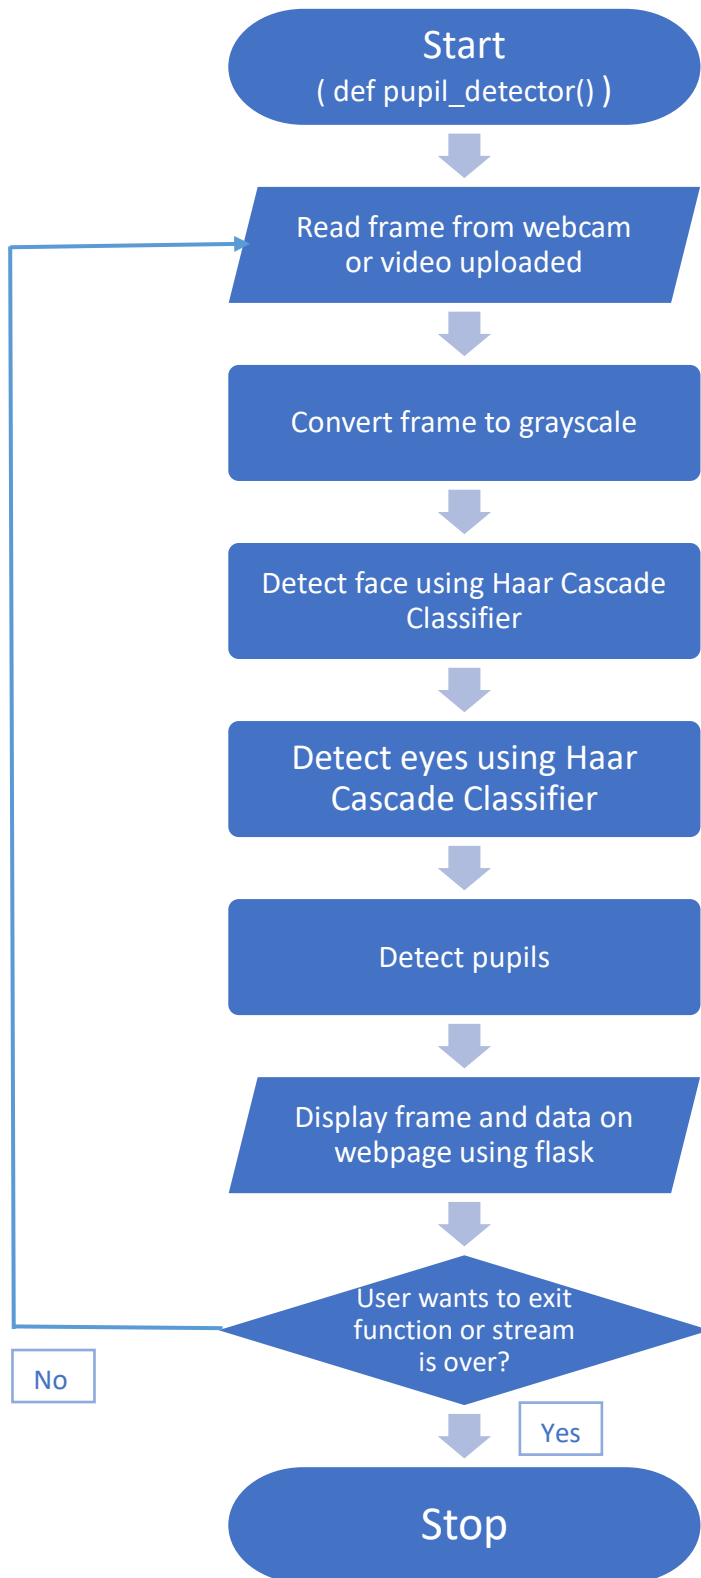 Start
( def pupil_detector() )
Read frame from webcam
or video uploaded
Convert frame to grayscale
Detect face using Haar Cascade
Classifier
Detect eyes using Haar
Cascade Classifier
Detect pupils
Display frame and data on
webpage using flask
User wants to exit
function or stream
is over?
No
Yes
Stop